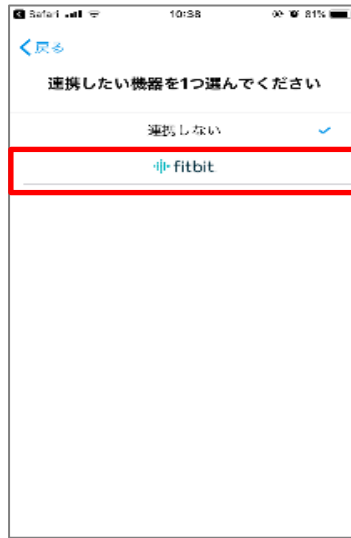 Safari 10:38 81%
戻る
連携したい機器を1つ選んでください
連携しない
fitbit